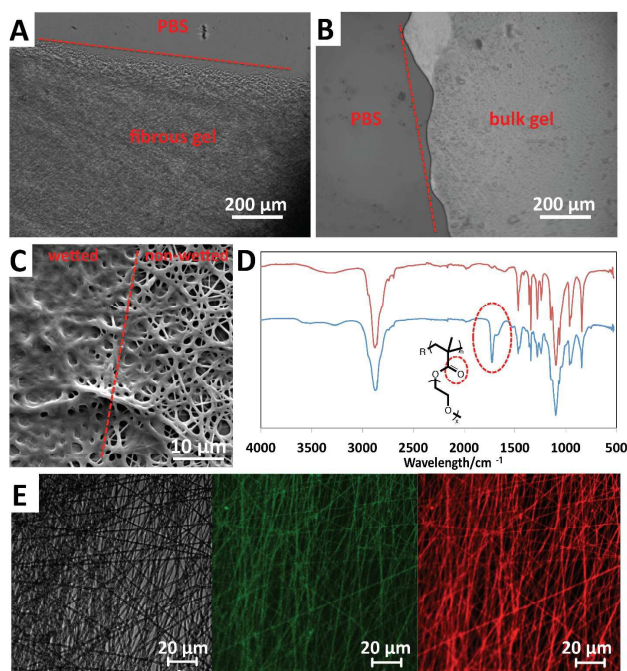 A
PBS
fibrous gel
200 μm
B
PBS
bulk gel
200 μm
C
wetted
non-wetted
10 μm
D
R
n
O
O
O
x
4000 3500 3000 2500 2000 1500 1000 500
Wavelength/cm -1
E
20 μm
20 μm
20 μm